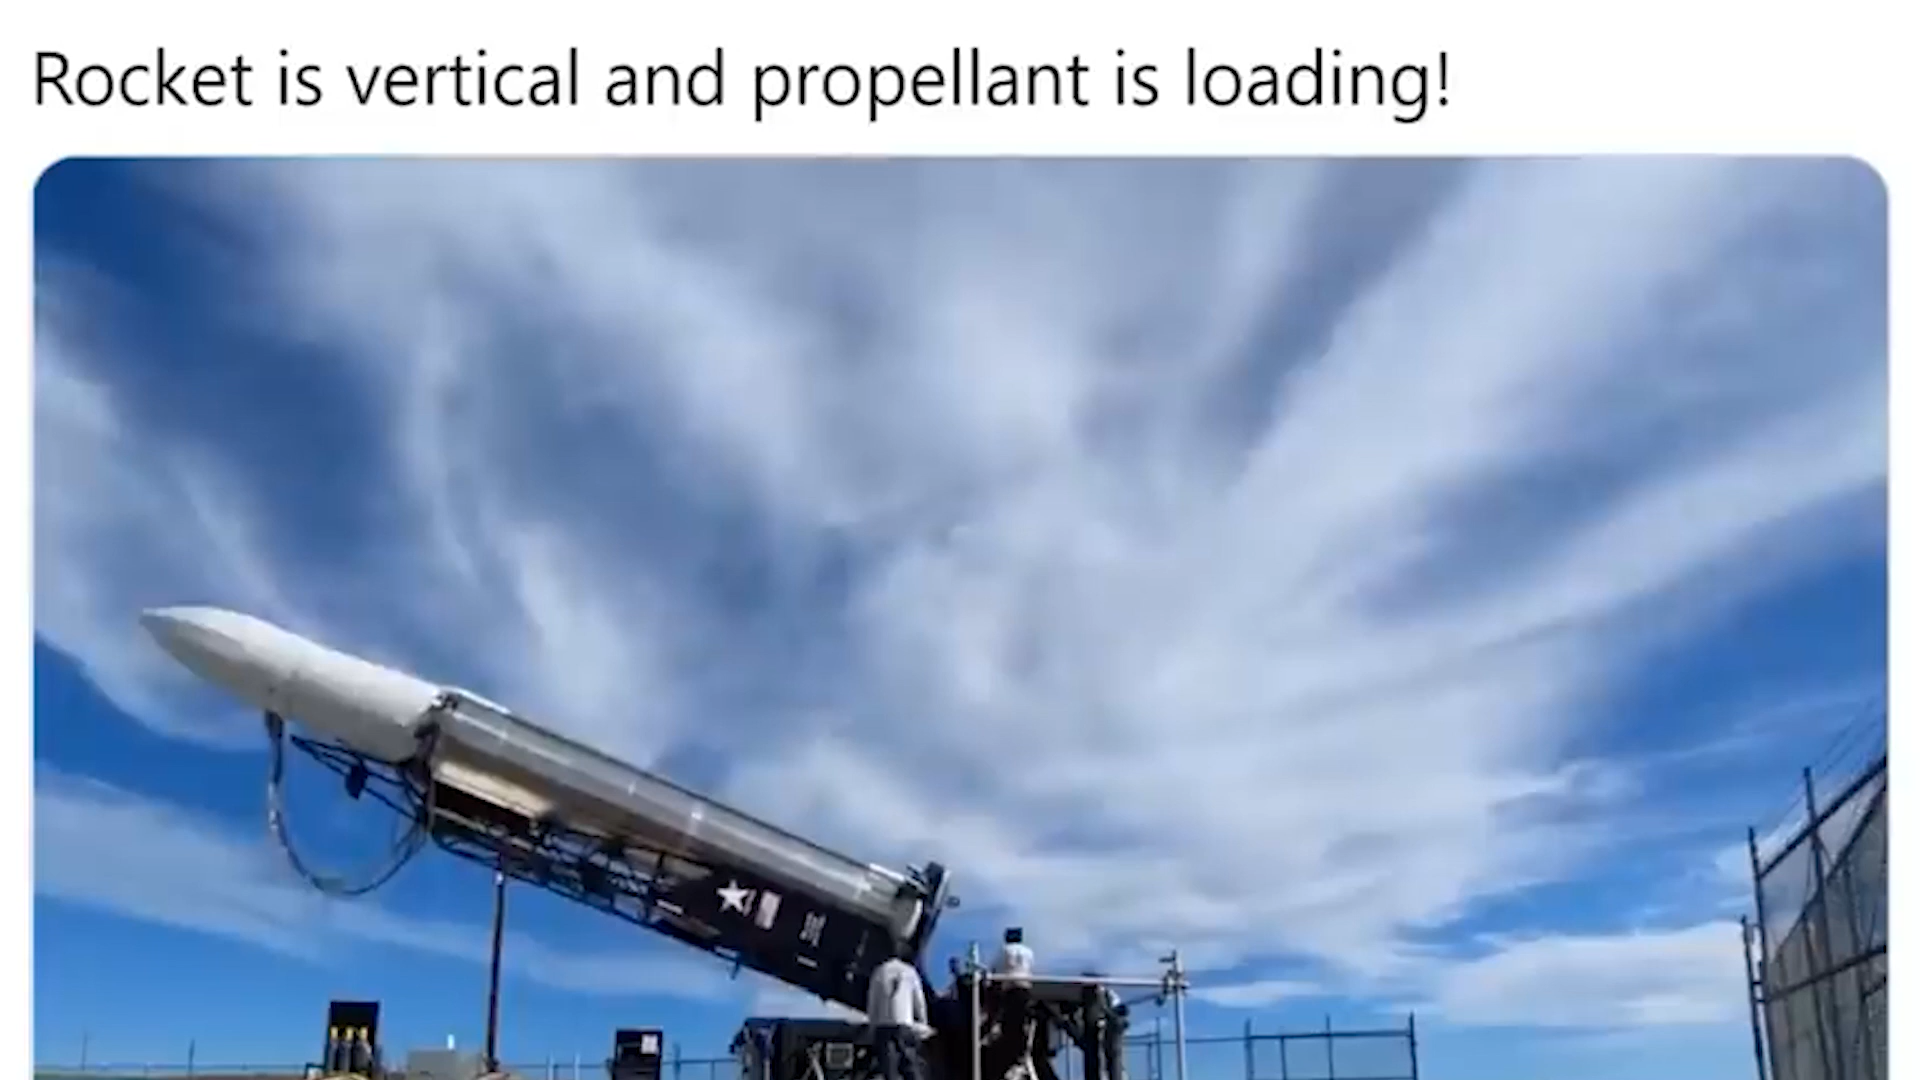 Rocket is vertical and propellant is loading!